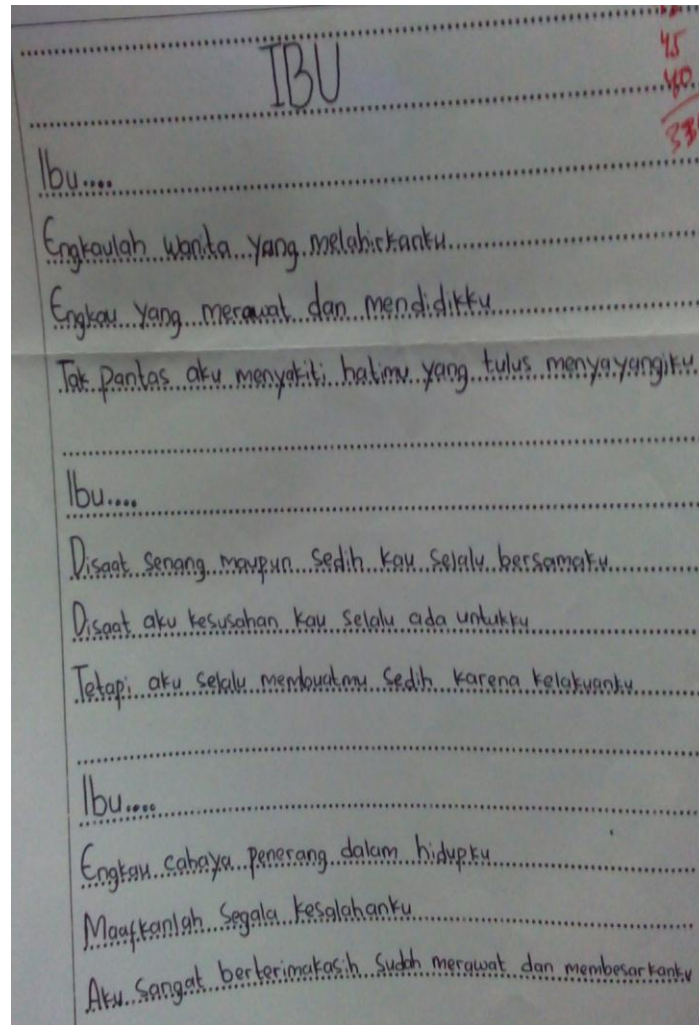 IBU
45
40
Ibu....
Engkaulah wanita yang melahirkanku
Engkau yang merawat dan mendidikku
Tak pantas aku menyakiti hatimu yang tulus menyayangiku.
Ibu....
Disaat senang maupun sedih kau selalu bersamaku
Disaat aku kesusahan kau selalu ada untukku
Tetapi aku selalu membuatmu sedih karena kelakuanku
Ibu....
Engkau cahaya penerang dalam hidupku
Maafkanlah segala kesalahanku
Aku sangat berterimakasih sudah merawat dan membesarkanku